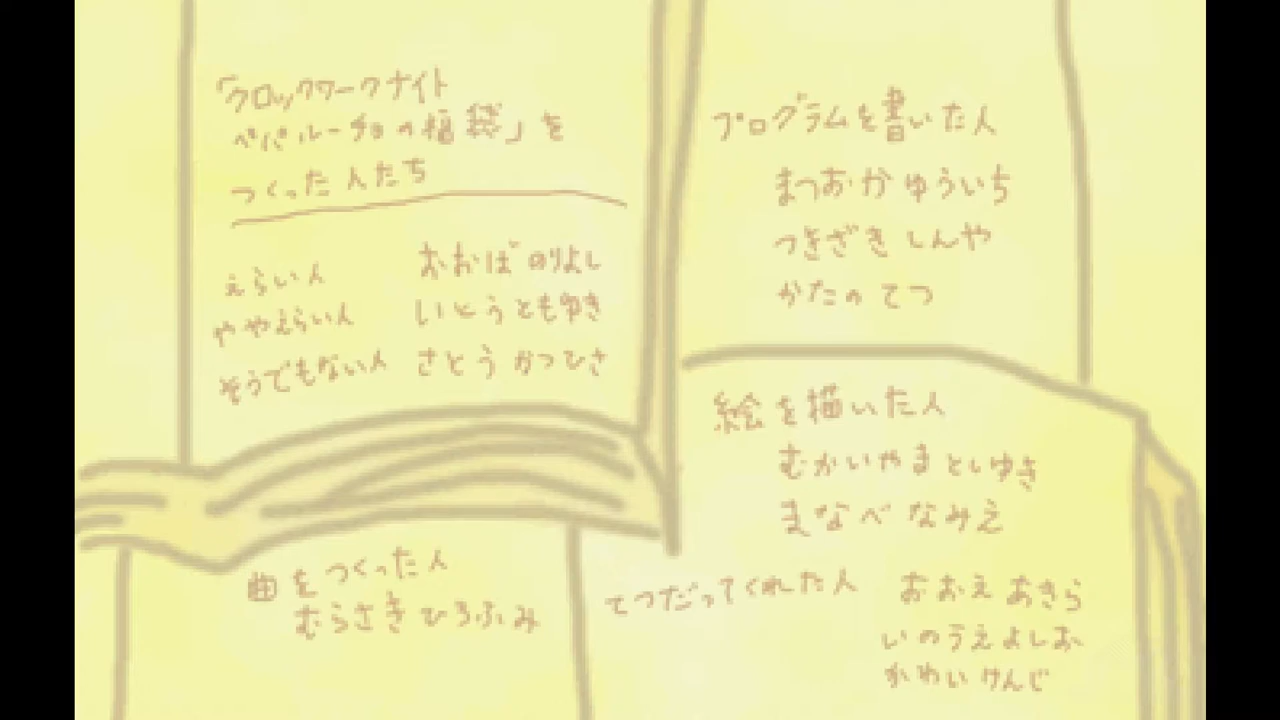 「クロックワークナイト
ペパルーチョの福袋」を
つくった人たち
えらい人 おおば のりよし
ややえらい人 いとう ともゆき
そうでもない人 さとう かつひさ
プログラムを書いた人
まつおか ゆういち
つきざき しんや
かたの てつ
絵を描いた人
むかいやま としゆき
まなべ なみえ
曲をつくった人
むらさき ひろふみ
てつだってくれた人 おおえ あきら
いのうえ よしお
かわい けんじ